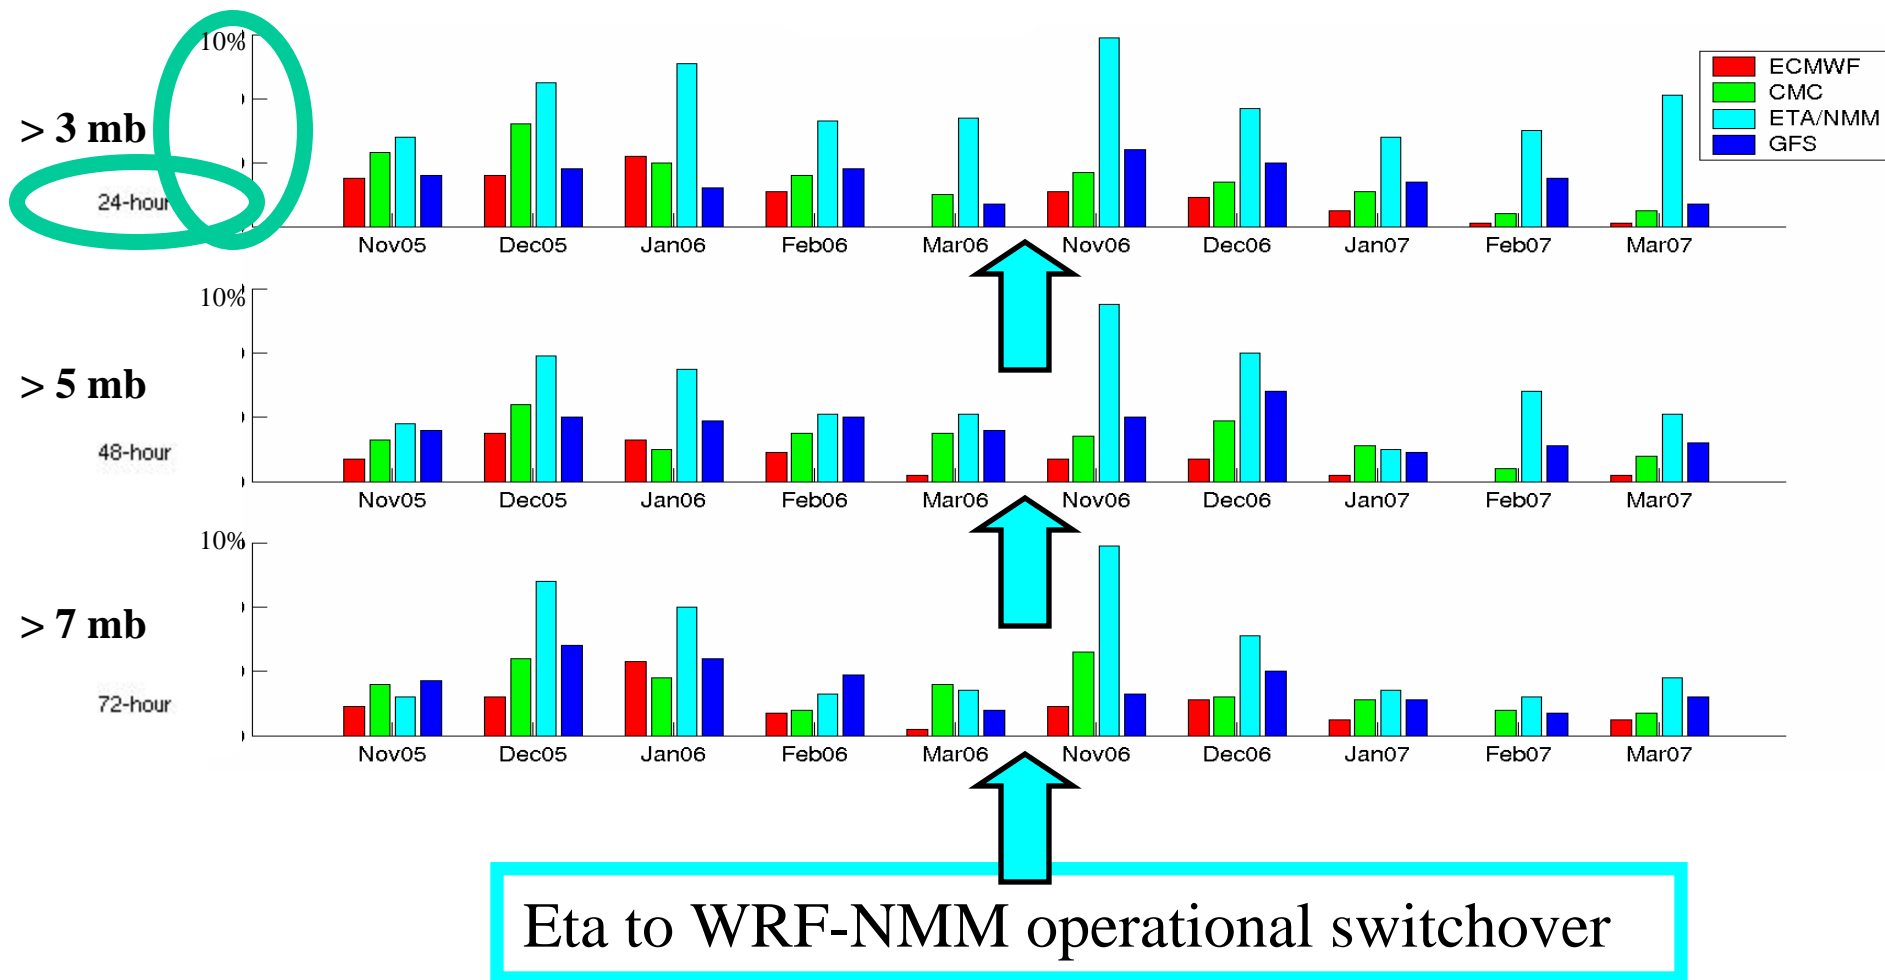 10%
> 3 mb
24-hour
ECMWF
CMC
ETA/NMM
GFS
Nov05 Dec05 Jan06 Feb06 Mar06 Nov06 Dec06 Jan07 Feb07 Mar07
10%
> 5 mb
48-hour
Nov05 Dec05 Jan06 Feb06 Mar06 Nov06 Dec06 Jan07 Feb07 Mar07
10%
> 7 mb
72-hour
Nov05 Dec05 Jan06 Feb06 Mar06 Nov06 Dec06 Jan07 Feb07 Mar07
Eta to WRF-NMM operational switchover